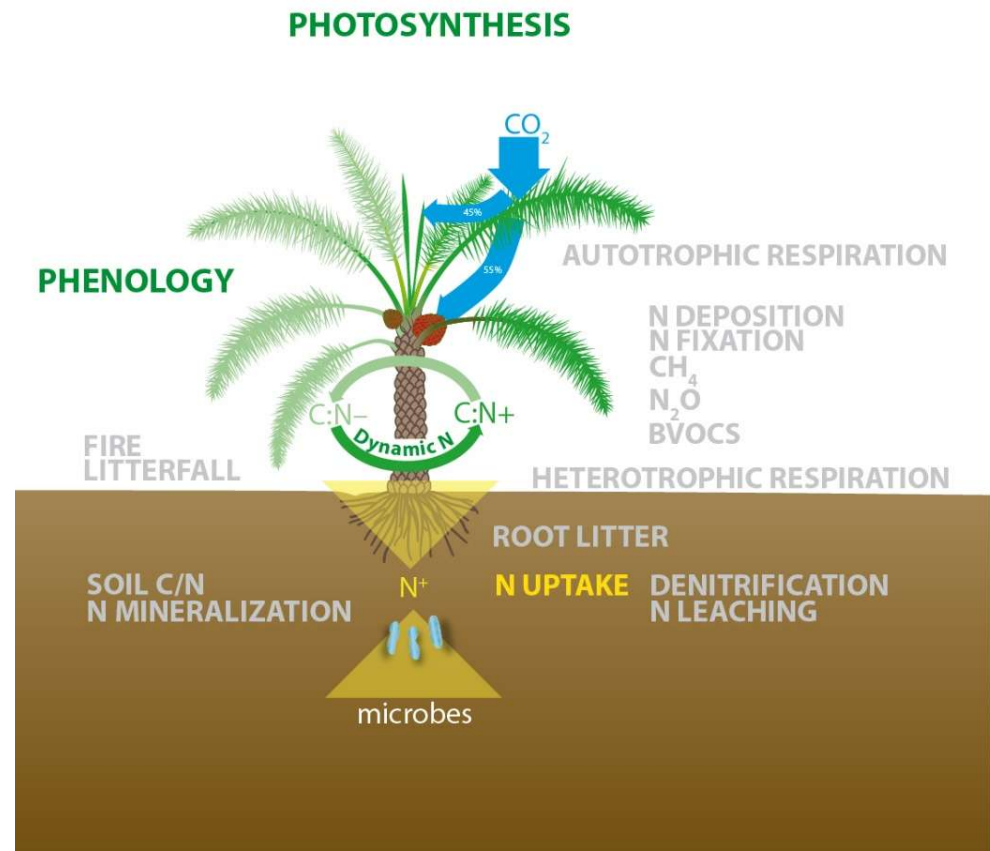 PHOTOSYNTHESIS
CO₂
45%
55%
AUTOTROPHIC RESPIRATION
PHENOLOGY
N DEPOSITION
N FIXATION
CH₄
N₂O
BVOCS
C:N−
C:N+
Dynamic N
FIRE
LITTERFALL
HETEROTROPHIC RESPIRATION
ROOT LITTER
SOIL C/N
N MINERALIZATION
N⁺
N UPTAKE
DENITRIFICATION
N LEACHING
microbes